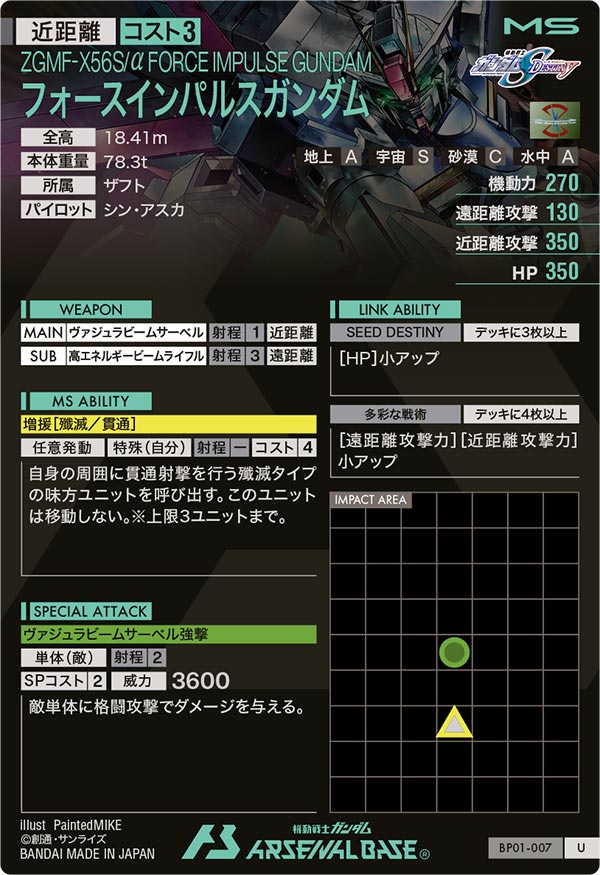 近距離 コスト3 MS
ZGMF-X56S/α FORCE IMPULSE GUNDAM
フォースインパルスガンダム
機動戦士 ガンダム SEED DESTINY
全高 18.41m
本体重量 78.3t
所属 ザフト
パイロット シン・アスカ
地上 A 宇宙 S 砂漠 C 水中 A
機動力 270
遠距離攻撃 130
近距離攻撃 350
HP 350
WEAPON
MAIN ヴァジュラビームサーベル 射程 1 近距離
SUB 高エネルギービームライフル 射程 3 遠距離
MS ABILITY
増援[殲滅/貫通]
任意発動 特殊(自分) 射程 ー コスト 4
自身の周囲に貫通射撃を行う殲滅タイプ
の味方ユニットを呼び出す。このユニット
は移動しない。※上限3ユニットまで。
SPECIAL ATTACK
ヴァジュラビームサーベル強撃
単体(敵) 射程 2
SPコスト 2 威力 3600
敵単体に格闘攻撃でダメージを与える。
LINK ABILITY
SEED DESTINY デッキに3枚以上
[HP]小アップ
多彩な戦術 デッキに4枚以上
[遠距離攻撃力][近距離攻撃力]
小アップ
IMPACT AREA
illust PaintedMIKE
©創通・サンライズ
BANDAI MADE IN JAPAN
機動戦士ガンダム
ARSENAL BASE®
BP01-007 U